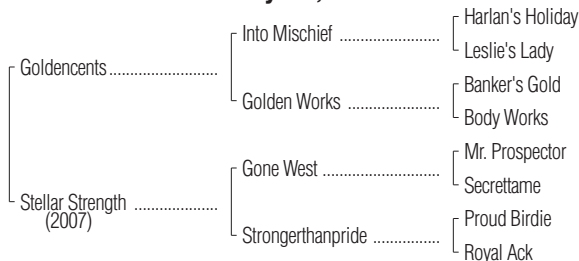 Harlan's Holiday
Into Mischief ....................
Leslie's Lady
Goldencents......................
Banker's Gold
Golden Works ..................
Body Works
Mr. Prospector
Gone West .......................
Secrettame
Stellar Strength .................
(2007)
Proud Birdie
Strongerthanpride ................
Royal Ack